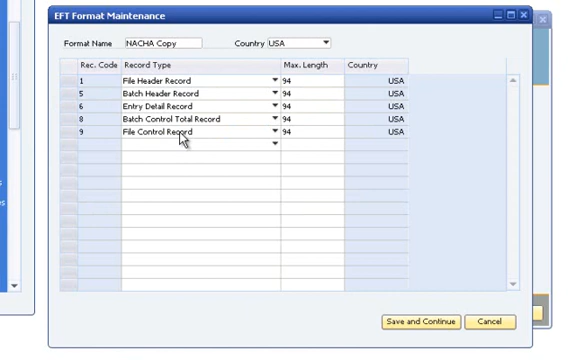 EFT Format Maintenance
Format Name NACHA Copy Country USA
Rec. Code Record Type Max. Length Country
1 File Header Record 94 USA
5 Batch Header Record 94 USA
6 Entry Detail Record 94 USA
8 Batch Control Total Record 94 USA
9 File Control Record 94 USA
Save and Continue Cancel